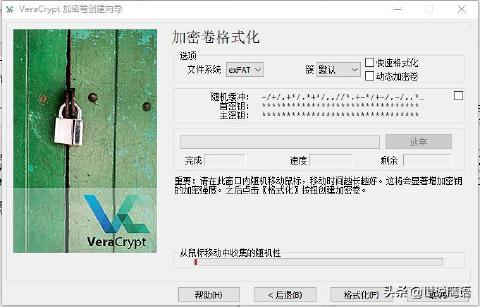 VeraCrypt 加密卷创建向导
加密卷格式化
选项
文件系统 exFAT 簇 默认 快速格式化
动态加密卷
随机缓冲: -/+/,+*/,*+*/,,//*,+-*/+-/,-/,,*_
首密钥: ********************************
主密钥: ********************************
放弃
完成 速度 剩余
重要: 请在此窗口内随机移动鼠标,移动时间越长越好。这将会显著增加密钥
的加密强度。之后点击〖格式化〗按钮创建加密卷。
VeraCrypt
从鼠标移动中收集的随机性
帮助(H) < 后退(B) 格式化(F)
头条 @